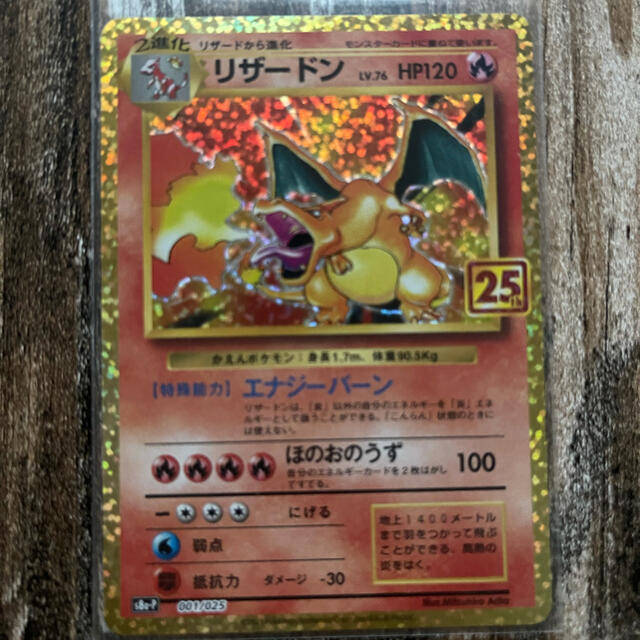 2進化 リザードから進化 モンスターカードに重ねて使います。
リザードン LV.76 HP120
25th
かえんポケモン：身長1.7m、体重90.5Kg
【特殊能力】 エナジーバーン
リザードンは、「炎」以外の自分のエネルギーを「炎」エネ
ルギーとして扱うことができる。「こんらん」状態のときに
は使えない。
ほのおのうず 100
自分のエネルギーカードを2枚はがし
てすてる。
ー にげる
弱点
抵抗力 ダメージ -30
地上1400メートル
まで羽をつかって飛ぶ
ことができる。高熱の
炎をはく。
s8a-P 001/025
Illus.Mitsuhiro Arita